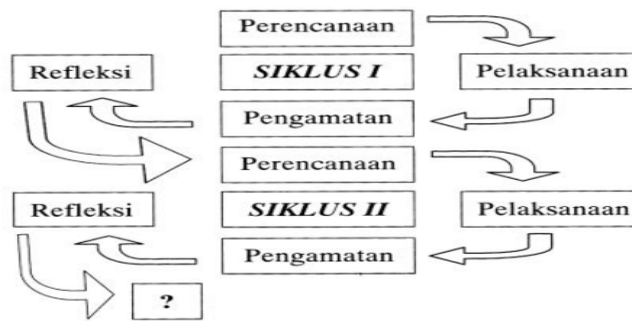 Perencanaan
Refleksi
SIKLUS I
Pelaksanaan
Pengamatan
Perencanaan
Refleksi
SIKLUS II
Pelaksanaan
Pengamatan
?